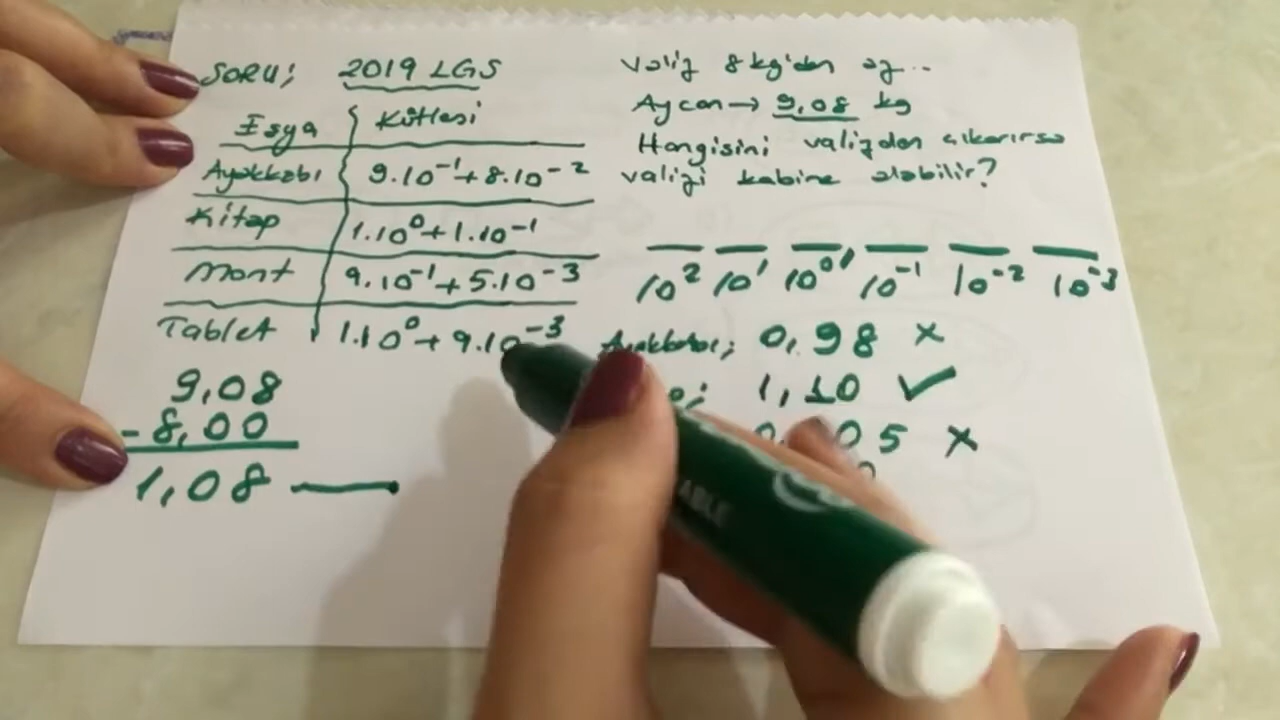 SORU; 2019 LGS
Eşya Kütlesi
Ayakkabı 9.10⁻¹+8.10⁻²
Kitap 1.10⁰+1.10⁻¹
Mont 9.10⁻¹+5.10⁻³
Tablet 1.10⁰+9.10⁻³
9,08
- 8,00
1,08
Valiz 8kg'dan az...
Aycan→ 9,08 kg
Hangisini valizden çıkarırsa
valizi kabine alabilir?
10² 10¹ 10⁰, 10⁻¹ 10⁻² 10⁻³
Ayakkabı; 0,98 x
1,10 ✓
05 x